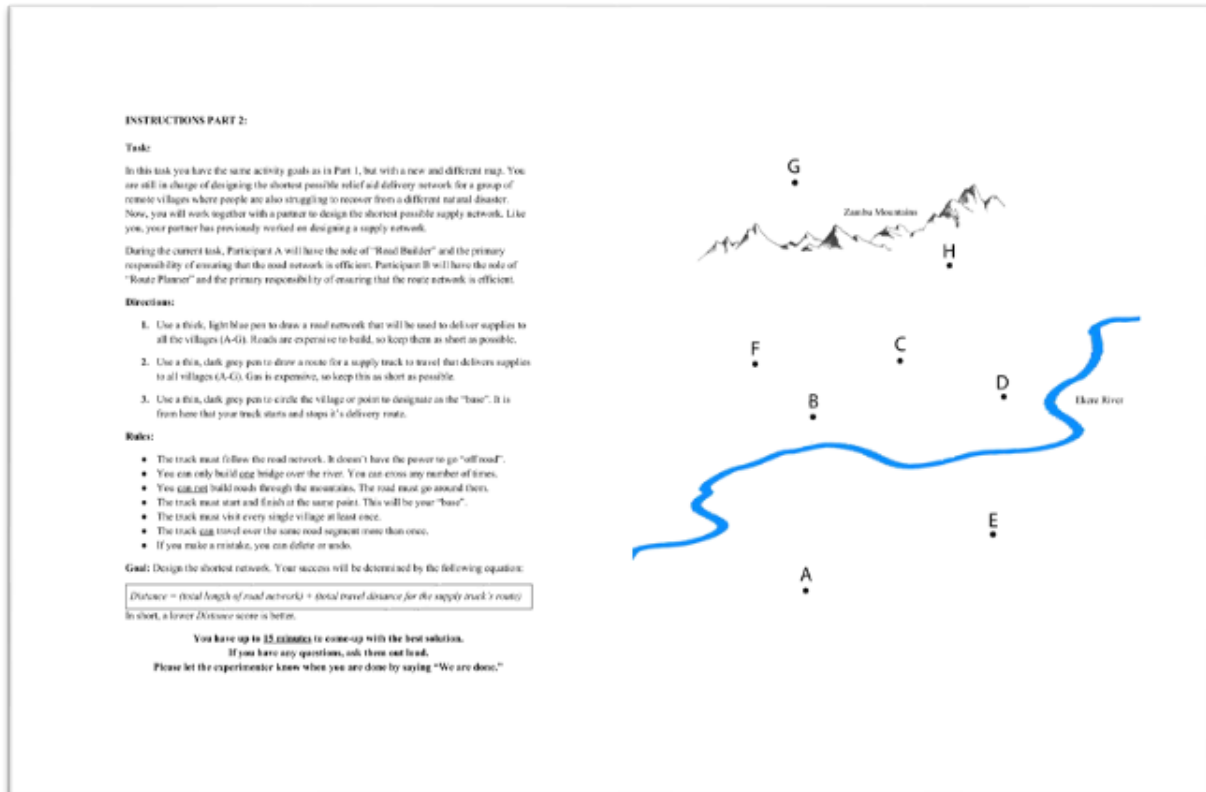 INSTRUCTIONS PART 2:
Task:
In this task you have the same activity goals as in Part 1, but with a new and different map. You
are still in charge of designing the shortest possible relief aid delivery network for a group of
remote villages where people are also struggling to recover from a different natural disaster.
Now, you will work together with a partner to design the shortest possible supply network. Like
you, your partner has previously worked on designing a supply network.
During the current task, Participant A will have the role of "Road Builder" and the primary
responsibility of ensuring that the road network is efficient. Participant B will have the role of
"Route Planner" and the primary responsibility of ensuring that the route network is efficient.
Directions:
1. Use a thick, light blue pen to draw a road network that will be used to deliver supplies to
all the villages (A-G). Roads are expensive to build, so keep them as short as possible.
2. Use a thin, dark grey pen to draw a route for a supply truck to travel that delivers supplies
to all villages (A-G). Gas is expensive, so keep this as short as possible.
3. Use a thin, dark grey pen to circle the village or point to designate as the "base". It is
from here that your truck starts and stops it's delivery route.
Rules:
• The truck must follow the road network. It doesn't have the power to go "off road".
• You can only build one bridge over the river. You can cross any number of times.
• You can not build roads through the mountains. The road must go around them.
• The truck must start and finish at the same point. This will be your "base".
• The truck must visit every single village at least once.
• The truck can travel over the same road segment more than once.
• If you make a mistake, you can delete or undo.
Goal: Design the shortest network. Your success will be determined by the following equation:
Distance = (total length of road network) + (total travel distance for the supply truck's route)
In short, a lower Distance score is better.
You have up to 15 minutes to come-up with the best solution.
If you have any questions, ask them out loud.
Please let the experimenter know when you are done by saying "We are done."
G
Zamba Mountains
H
F
C
D
B
Ekere River
E
A